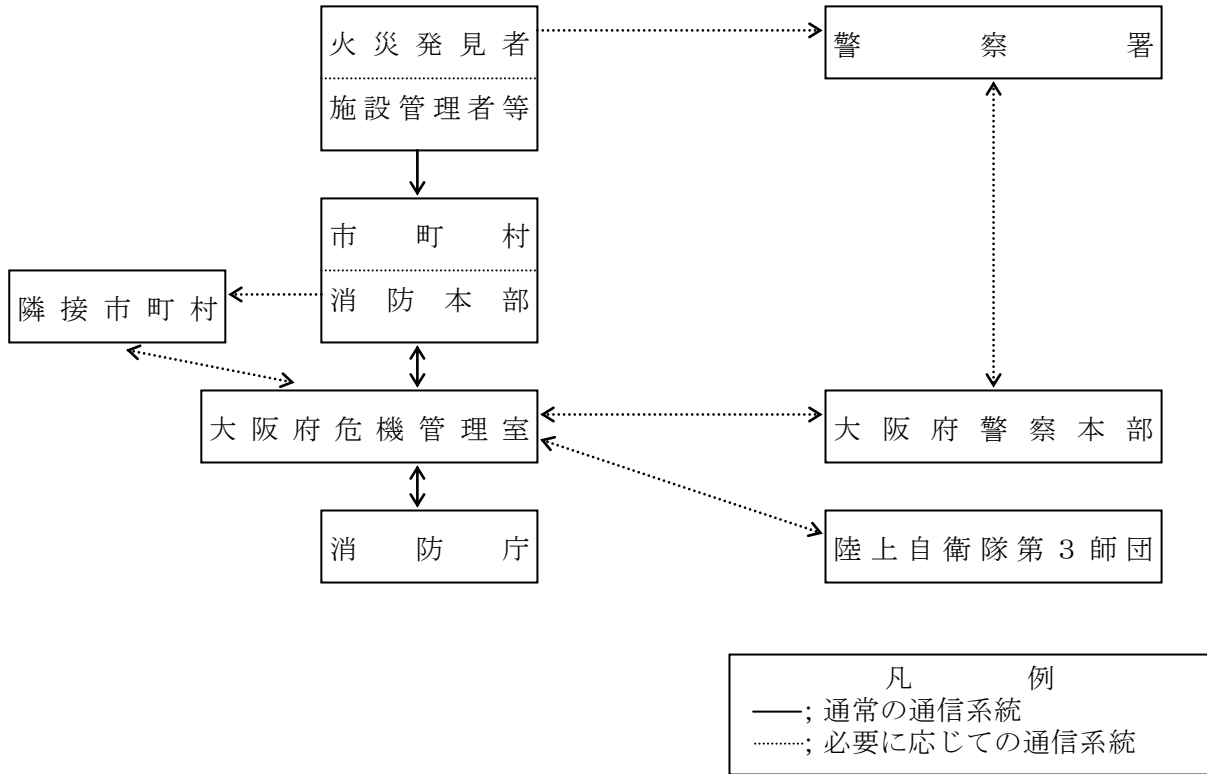 火災発見者
警察署
施設管理者等
市町村
消防本部
隣接市町村
大阪府危機管理室
大阪府警察本部
消防庁
陸上自衛隊第３師団
凡例
――; 通常の通信系統
………; 必要に応じての通信系統